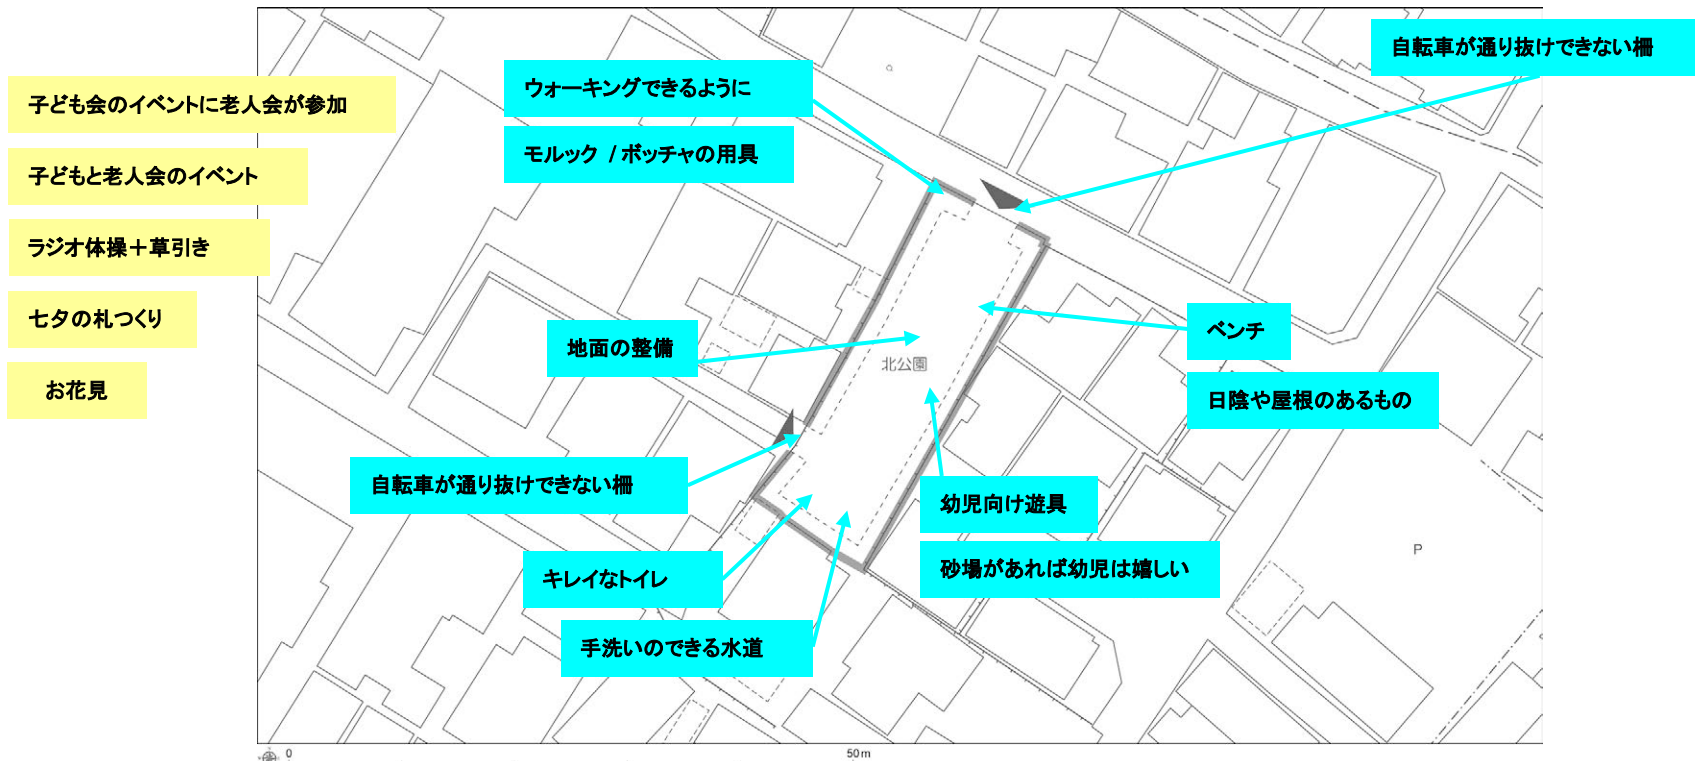 子ども会のイベントに老人会が参加
子どもと老人会のイベント
ラジオ体操＋草引き
七夕の札つくり
お花見
ウォーキングできるように
モルック / ボッチャの用具
自転車が通り抜けできない柵
地面の整備
北公園
ベンチ
日陰や屋根のあるもの
自転車が通り抜けできない柵
幼児向け遊具
キレイなトイレ
砂場があれば幼児は嬉しい
手洗いのできる水道
P
0
50m